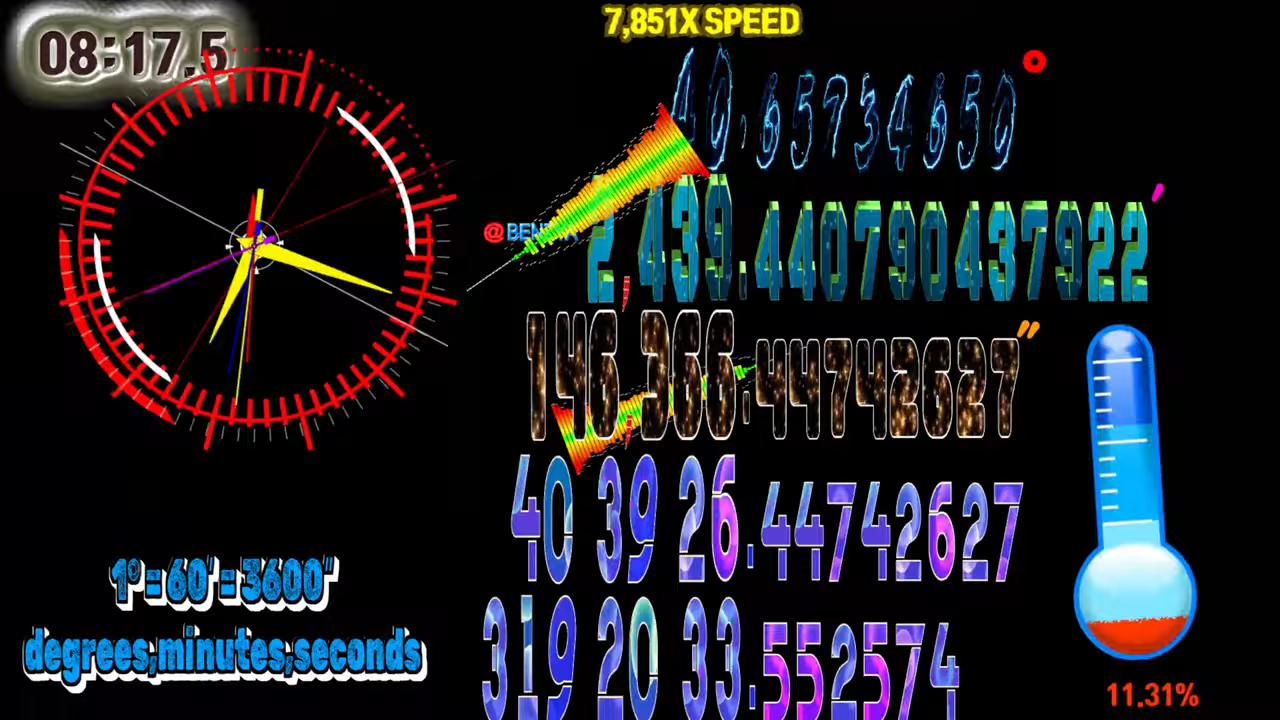 7,851X SPEED
08:17.5
40.65734650°
2,439.440790437922′
146,366.44742627″
40 39 26.44742627
319 20 33.552574
1°=60′=3600″
degrees,minutes,seconds
11.31%